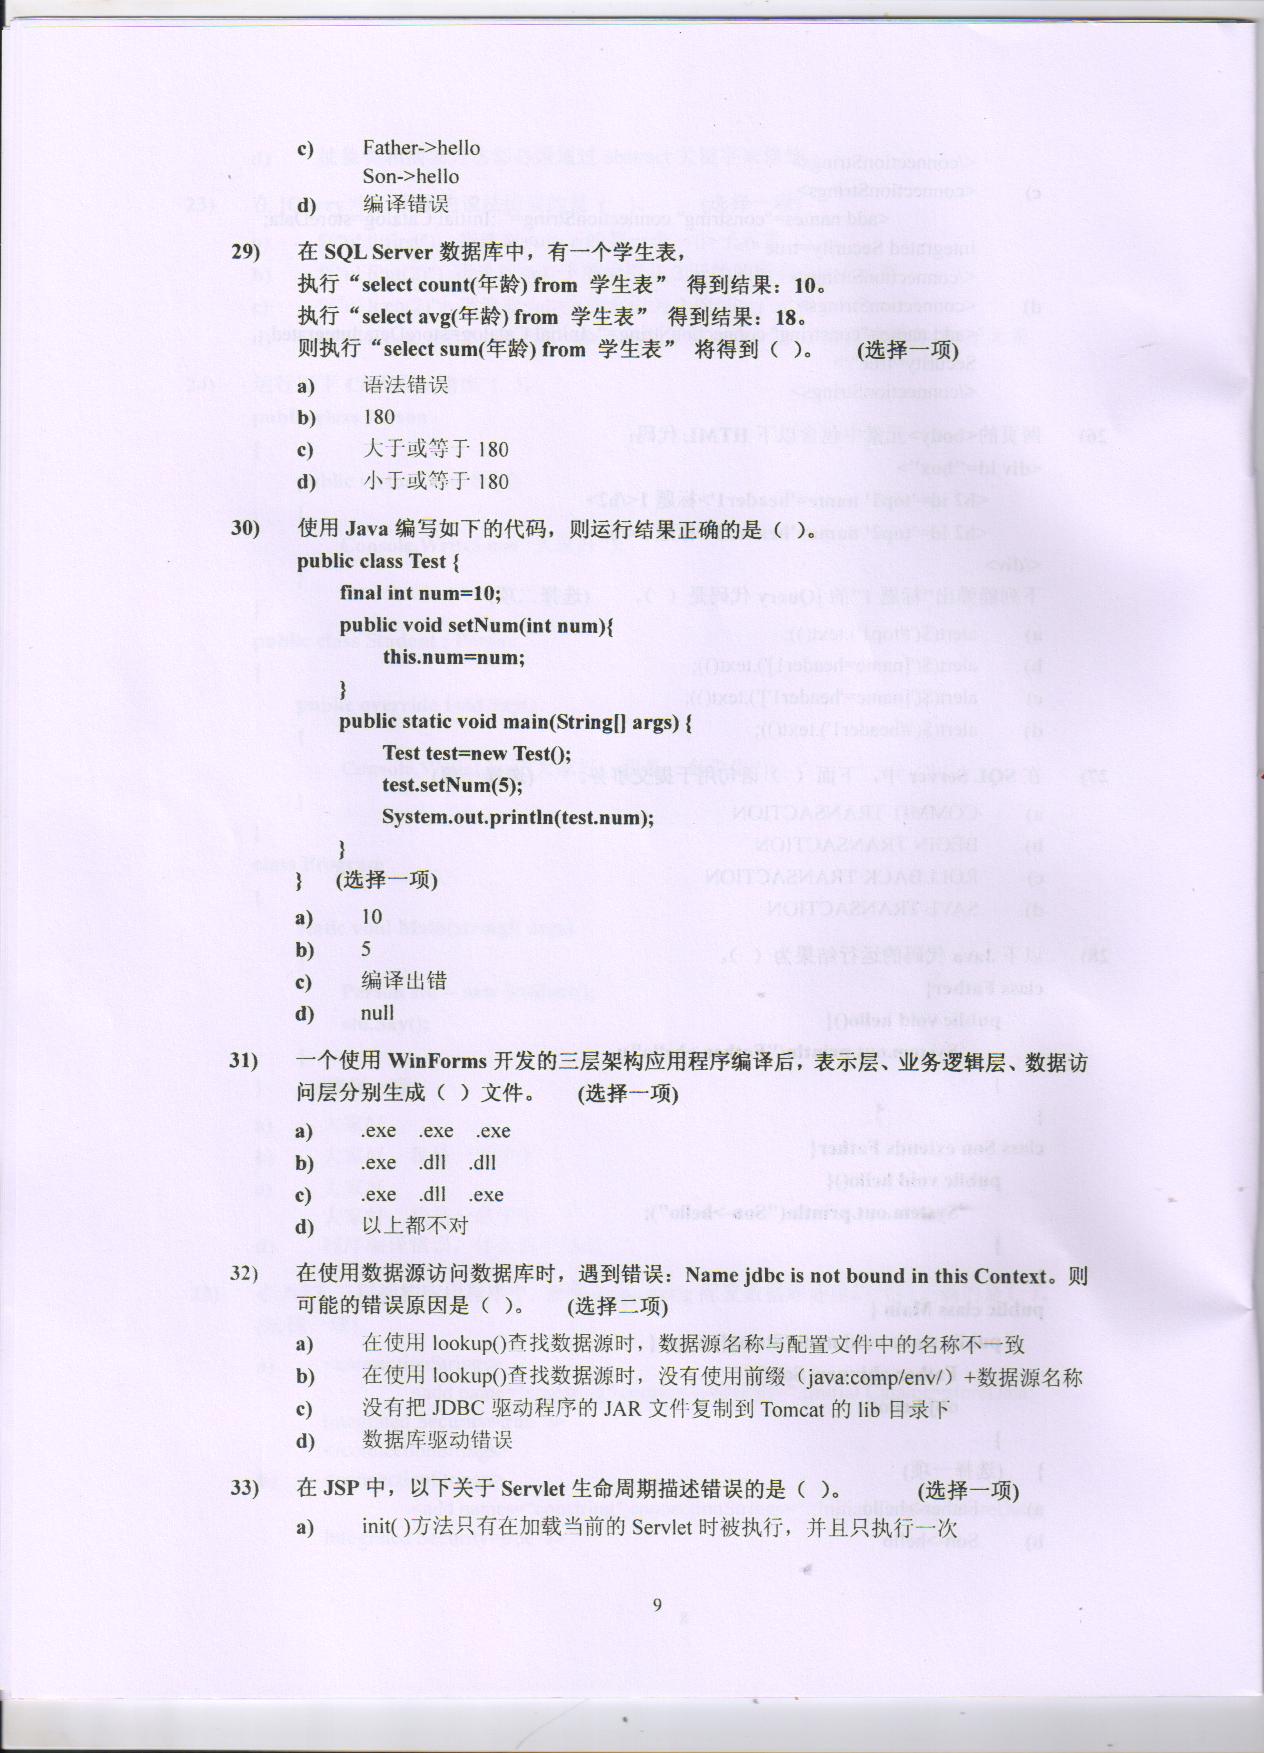 c) Father->hello
Son->hello
d) 编译错误
29) 在 SQL Server 数据库中，有一个学生表，
执行“select count(年龄) from 学生表” 得到结果：10。
执行“select avg(年龄) from 学生表” 得到结果：18。
则执行“select sum(年龄) from 学生表” 将得到（ ）。 (选择一项)
a) 语法错误
b) 180
c) 大于或等于 180
d) 小于或等于 180
30) 使用 Java 编写如下的代码，则运行结果正确的是（ ）。
public class Test {
final int num=10;
public void setNum(int num){
this.num=num;
}
public static void main(String[] args) {
Test test=new Test();
test.setNum(5);
System.out.println(test.num);
}
} (选择一项)
a) 10
b) 5
c) 编译出错
d) null
31) 一个使用 WinForms 开发的三层架构应用程序编译后，表示层、业务逻辑层、数据访
问层分别生成（ ）文件。 (选择一项)
a) .exe .exe .exe
b) .exe .dll .dll
c) .exe .dll .exe
d) 以上都不对
32) 在使用数据源访问数据库时，遇到错误：Name jdbc is not bound in this Context。则
可能的错误原因是（ ）。 (选择二项)
a) 在使用 lookup()查找数据源时，数据源名称与配置文件中的名称不一致
b) 在使用 lookup()查找数据源时，没有使用前缀（java:comp/env/）+数据源名称
c) 没有把 JDBC 驱动程序的 JAR 文件复制到 Tomcat 的 lib 目录下
d) 数据库驱动错误
33) 在 JSP 中，以下关于 Servlet 生命周期描述错误的是（ ）。 (选择一项)
a) init( )方法只有在加载当前的 Servlet 时被执行，并且只执行一次
9